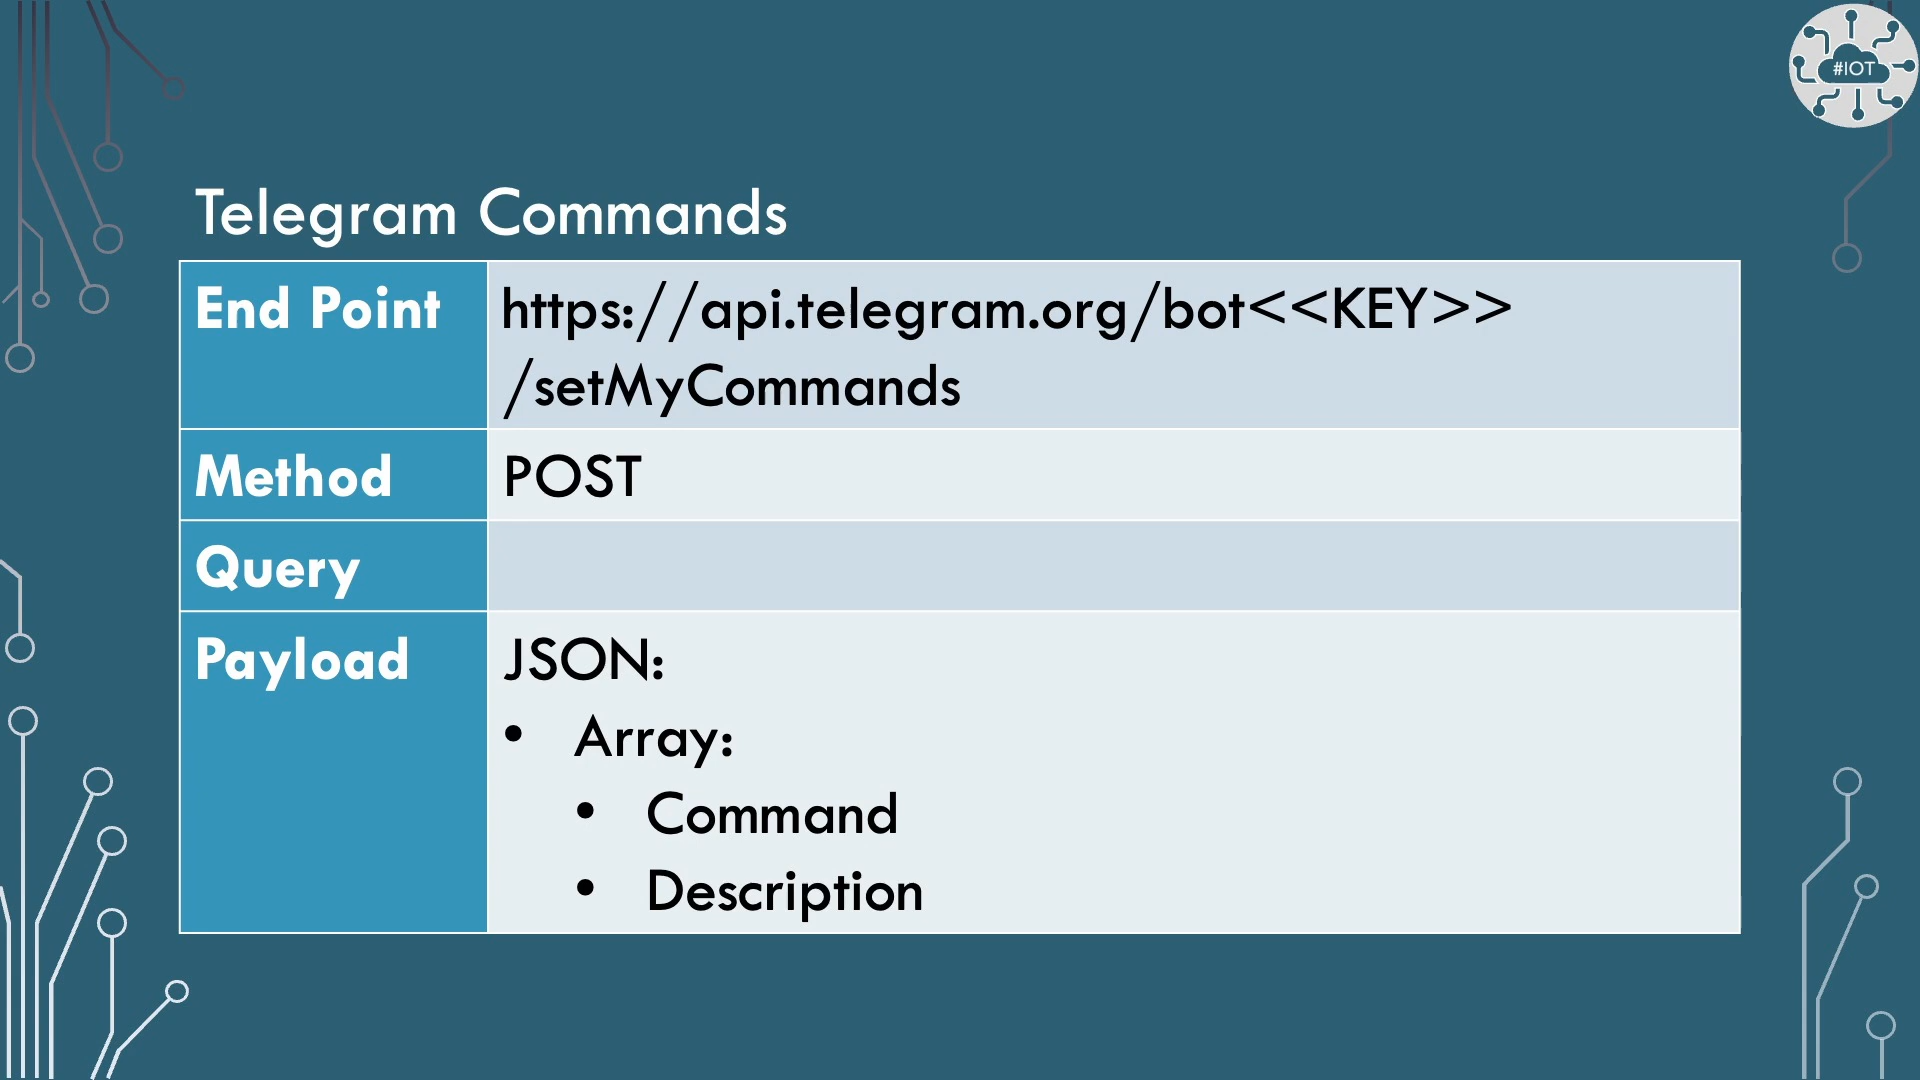 #IOT
Telegram Commands
End Point
https://api.telegram.org/bot<<KEY>>
/setMyCommands
Method
POST
Query
Payload
JSON:
• Array:
• Command
• Description